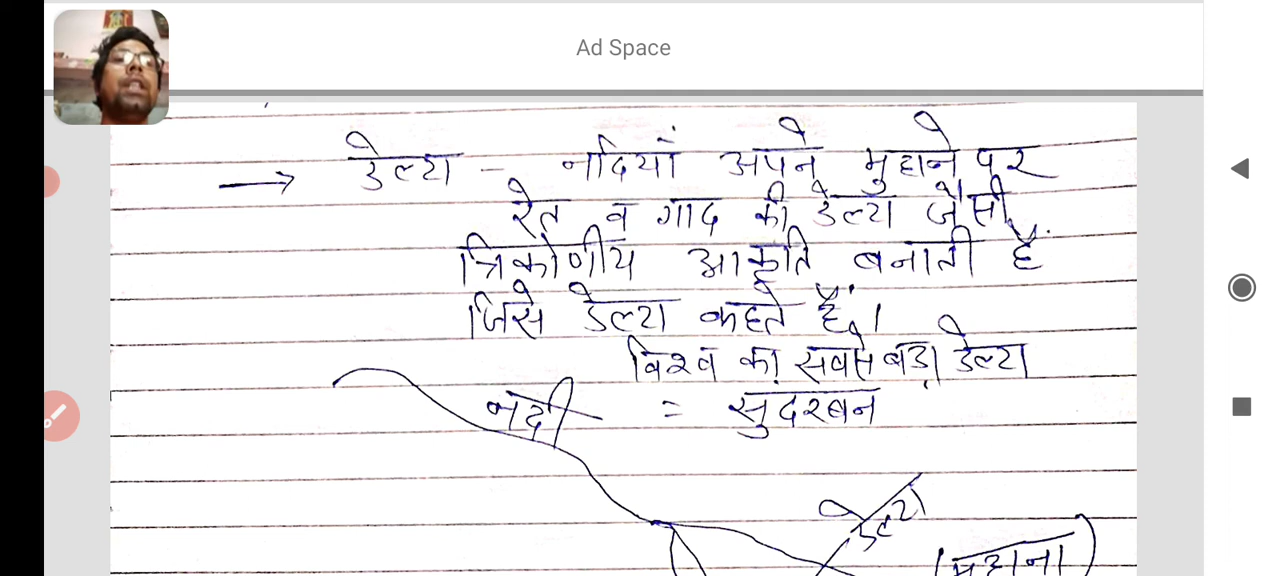 Ad Space
→ डेल्टा - नदियां अपने मुहाने पर
रेत व गाद की डेल्टा जैसी
त्रिकोणीय आकृति बनाती हैं
जिसे डेल्टा कहते हैं।
विश्व का सबसे बड़ा डेल्टा
नदी = सुदरबन
डेल्टा
(मुहाना)